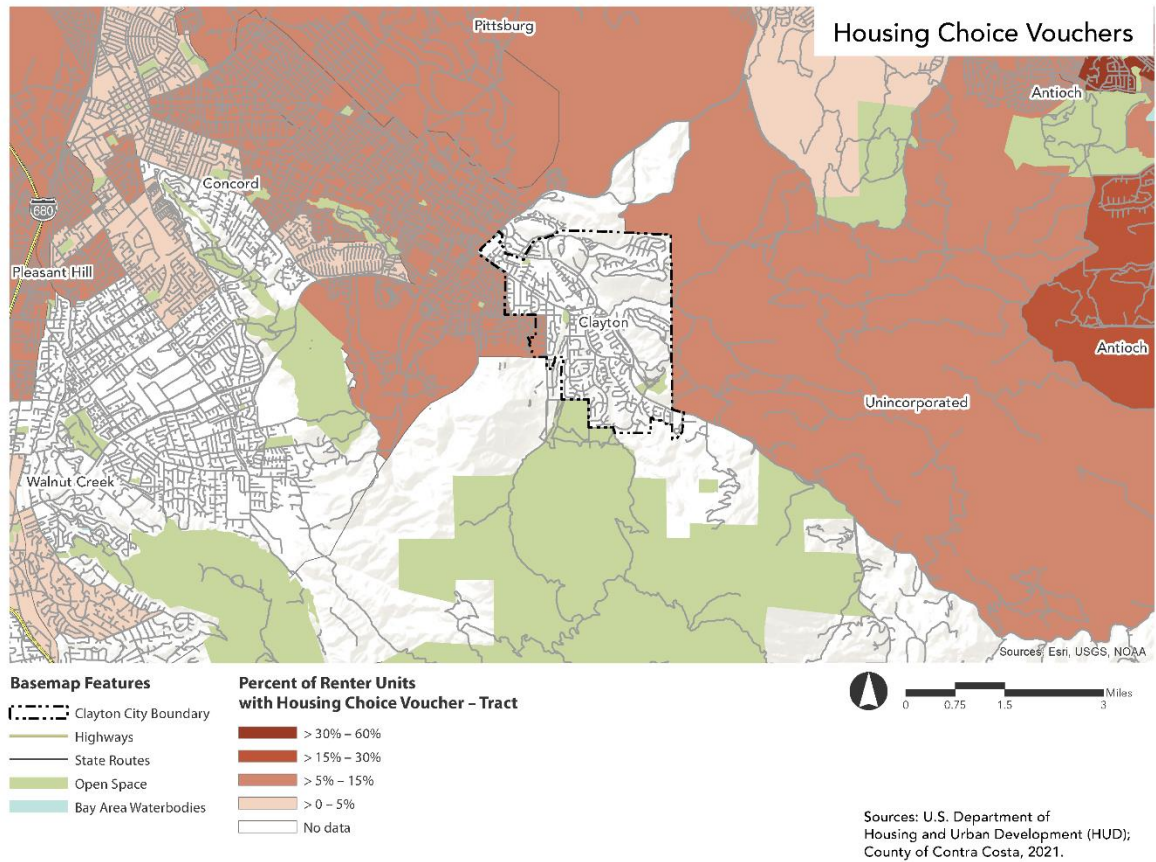 Housing Choice Vouchers
Pittsburg
Antioch
Concord
680
Pleasant Hill
Clayton
Antioch
Unincorporated
Walnut Creek
Sources: Esri, USGS, NOAA
Basemap Features
Clayton City Boundary
Highways
State Routes
Open Space
Bay Area Waterbodies
Percent of Renter Units
with Housing Choice Voucher – Tract
> 30% – 60%
> 15% – 30%
> 5% – 15%
> 0 – 5%
No data
Miles
0 0.75 1.5 3
Sources: U.S. Department of
Housing and Urban Development (HUD);
County of Contra Costa, 2021.